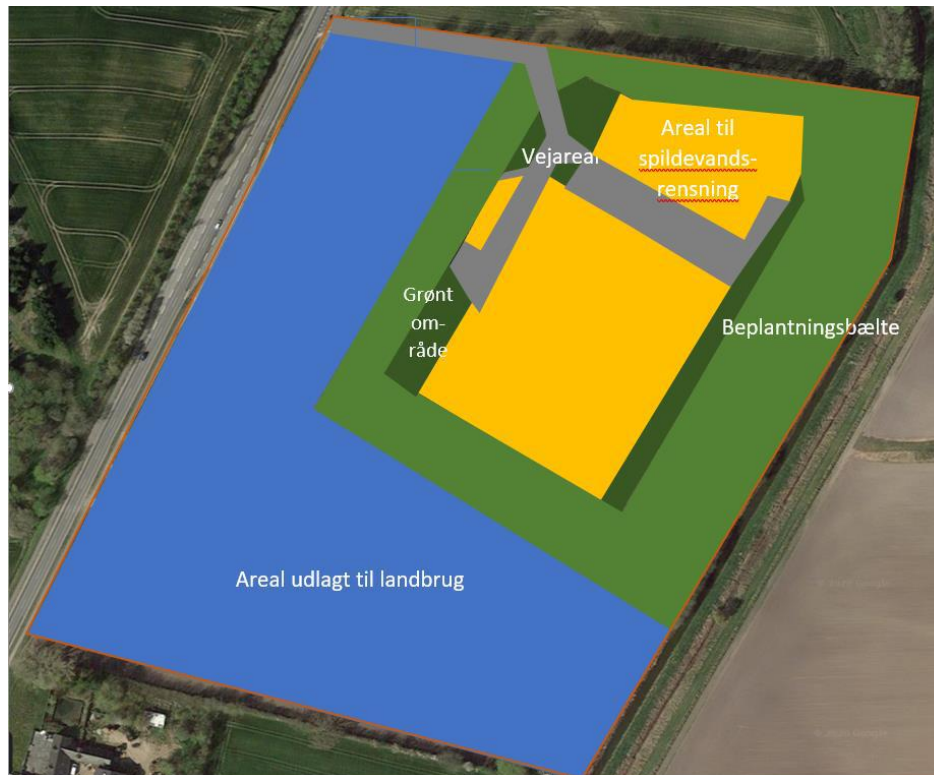 Areal til
spildevands-
rensning
Vejareal
Grønt
om-
råde
Beplantningsbælte
Areal udlagt til landbrug